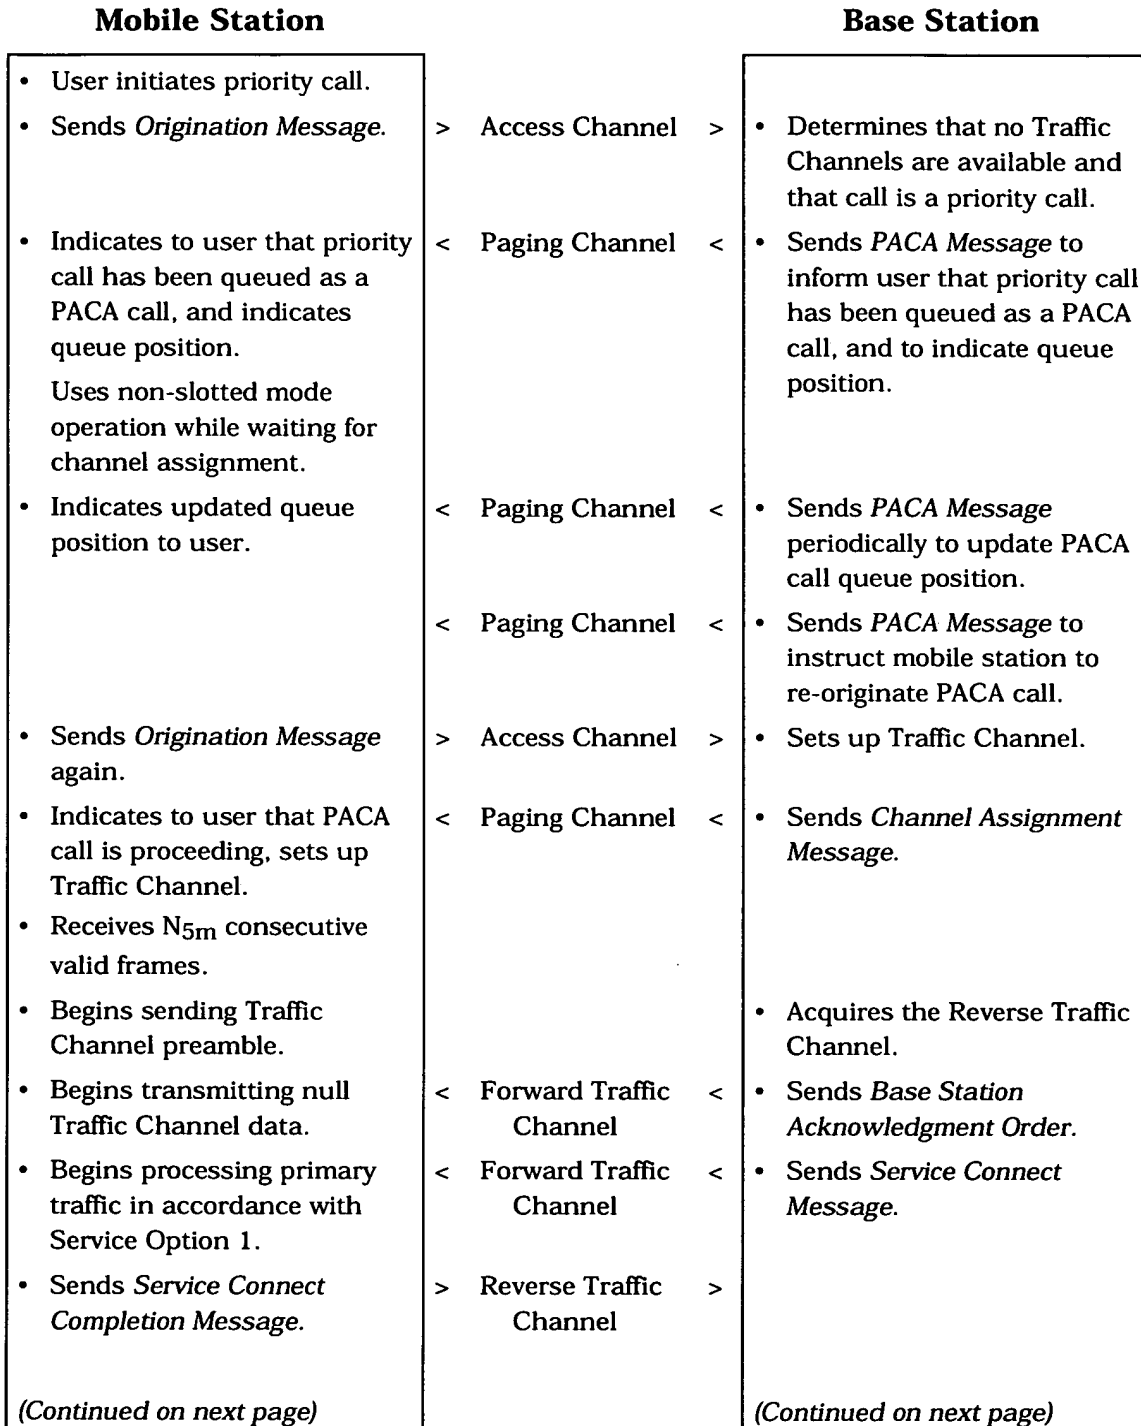 Mobile Station
Base Station
• User initiates priority call.
• Sends Origination Message.
> Access Channel >
• Determines that no Traffic
Channels are available and
that call is a priority call.
• Indicates to user that priority
call has been queued as a
PACA call, and indicates
queue position.
Uses non-slotted mode
operation while waiting for
channel assignment.
< Paging Channel <
• Sends PACA Message to
inform user that priority call
has been queued as a PACA
call, and to indicate queue
position.
• Indicates updated queue
position to user.
< Paging Channel <
• Sends PACA Message
periodically to update PACA
call queue position.
< Paging Channel <
• Sends PACA Message to
instruct mobile station to
re-originate PACA call.
• Sends Origination Message
again.
> Access Channel >
• Sets up Traffic Channel.
• Indicates to user that PACA
call is proceeding, sets up
Traffic Channel.
< Paging Channel <
• Sends Channel Assignment
Message.
• Receives N5m consecutive
valid frames.
• Begins sending Traffic
Channel preamble.
• Acquires the Reverse Traffic
Channel.
• Begins transmitting null
Traffic Channel data.
< Forward Traffic <
Channel
• Sends Base Station
Acknowledgment Order.
• Begins processing primary
traffic in accordance with
Service Option 1.
< Forward Traffic <
Channel
• Sends Service Connect
Message.
• Sends Service Connect
Completion Message.
> Reverse Traffic >
Channel
(Continued on next page)
(Continued on next page)